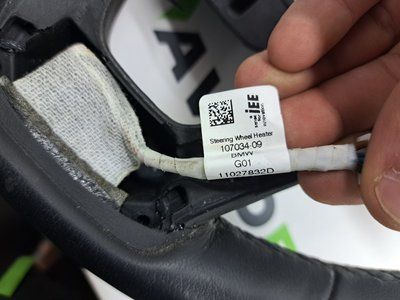 iEE
Steering Wheel Heater
107034-09
BMW
G01
11027832D